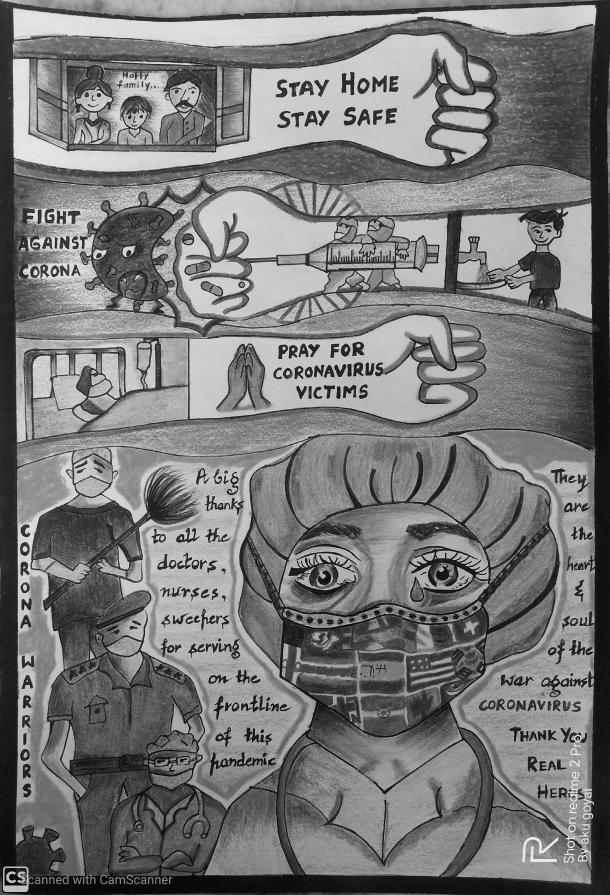 Happy
family...
STAY HOME
STAY SAFE
FIGHT
AGAINST
CORONA
PRAY FOR
CORONAVIRUS
VICTIMS
CORONA WARRIORS
A big
thanks
to all the
doctors,
nurses,
sweepers
for serving
on the
frontline
of this
pandemic
They
are
the
heart
&
soul
of the
war against
CORONAVIRUS
THANK YOU
REAL
HEROS
Shot on realme 2 Pro
By aku goyal
CS
Scanned with CamScanner